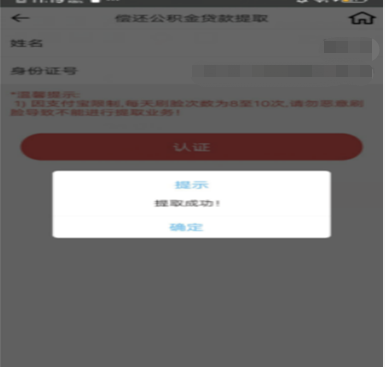 偿还公积金贷款提取
姓名
身份证号
*温馨提示:
1) 因支付宝限制,每天刷脸次数为8至10次,请勿恶意刷
脸导致不能进行提取业务!
认证
提示
提取成功!
确定